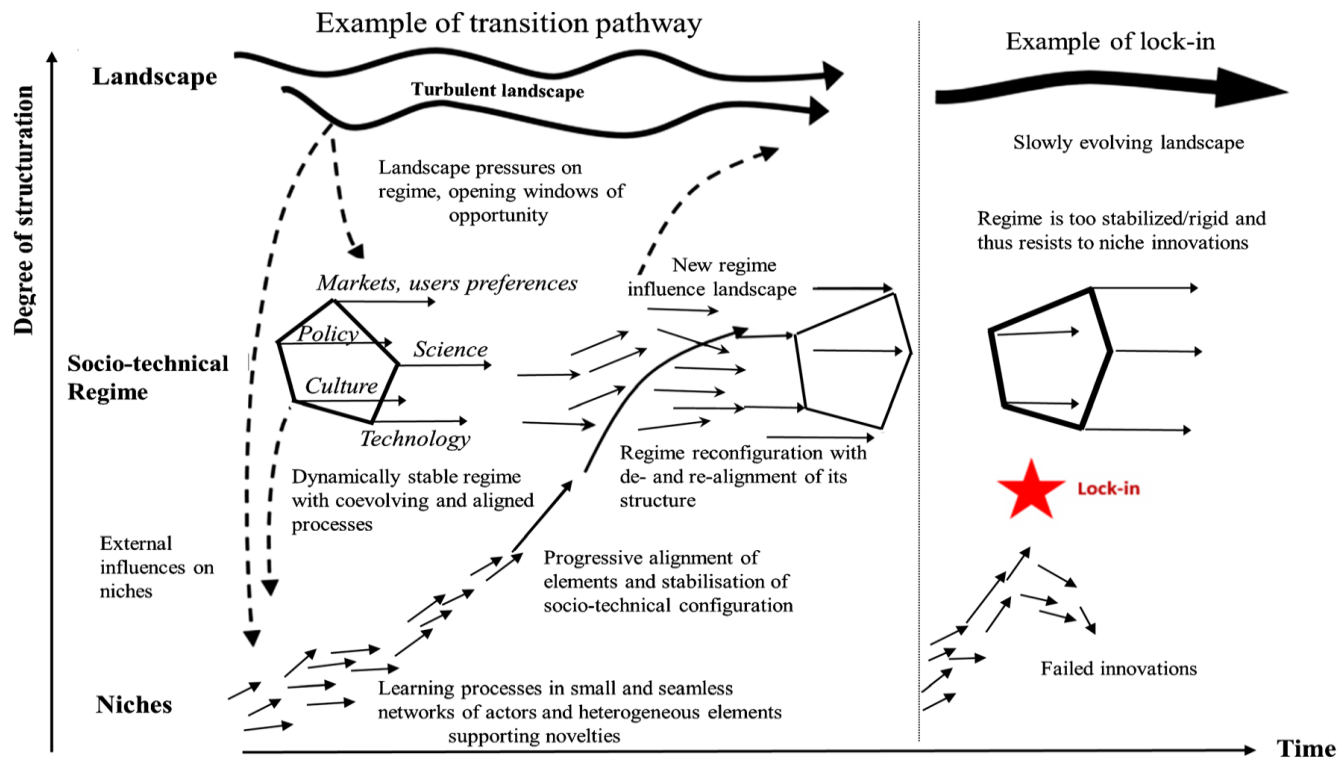 Example of transition pathway
Example of lock-in
Degree of structuration
Landscape
Turbulent landscape
Landscape pressures on
regime, opening windows of
opportunity
Slowly evolving landscape
Regime is too stabilized/rigid and
thus resists to niche innovations
Socio-technical
Regime
Markets, users preferences
Policy
Science
Culture
Technology
New regime
influence landscape
Dynamically stable regime
with coevolving and aligned
processes
Regime reconfiguration with
de- and re-alignment of its
structure
Lock-in
External
influences on
niches
Progressive alignment of
elements and stabilisation of
socio-technical configuration
Failed innovations
Niches
Learning processes in small and seamless
networks of actors and heterogeneous elements
supporting novelties
Time